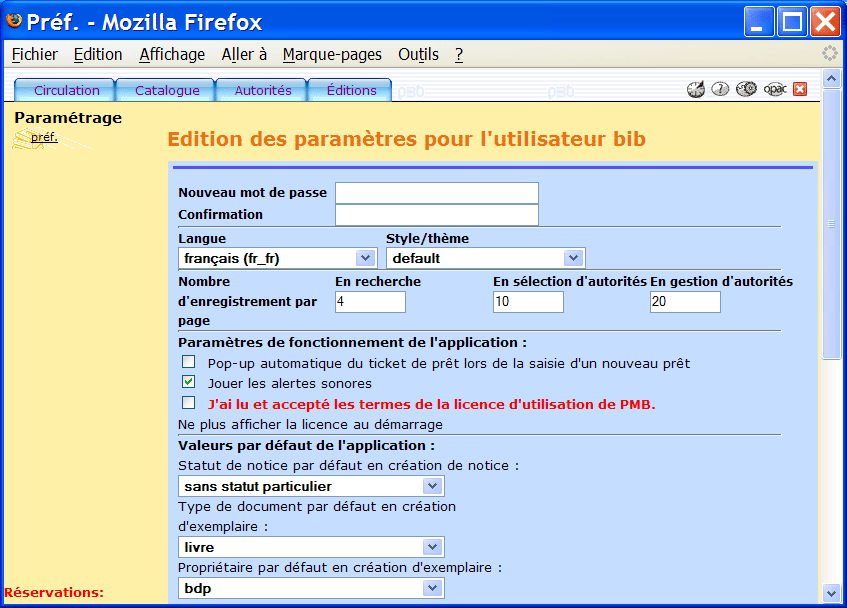 Préf. - Mozilla Firefox
Fichier Edition Affichage Aller à Marque-pages Outils ?
Circulation Catalogue Autorités Éditions pmb pmb opac
Paramétrage
préf.
Edition des paramètres pour l'utilisateur bib
Nouveau mot de passe
Confirmation
Langue Style/thème
français (fr_fr) default
Nombre d'enregistrement par page En recherche En sélection d'autorités En gestion d'autorités
4 10 20
Paramètres de fonctionnement de l'application :
Pop-up automatique du ticket de prêt lors de la saisie d'un nouveau prêt
Jouer les alertes sonores
J'ai lu et accepté les termes de la licence d'utilisation de PMB.
Ne plus afficher la licence au démarrage
Valeurs par défaut de l'application :
Statut de notice par défaut en création de notice :
sans statut particulier
Type de document par défaut en création
d'exemplaire :
livre
Propriétaire par défaut en création d'exemplaire :
bdp
Réservations: